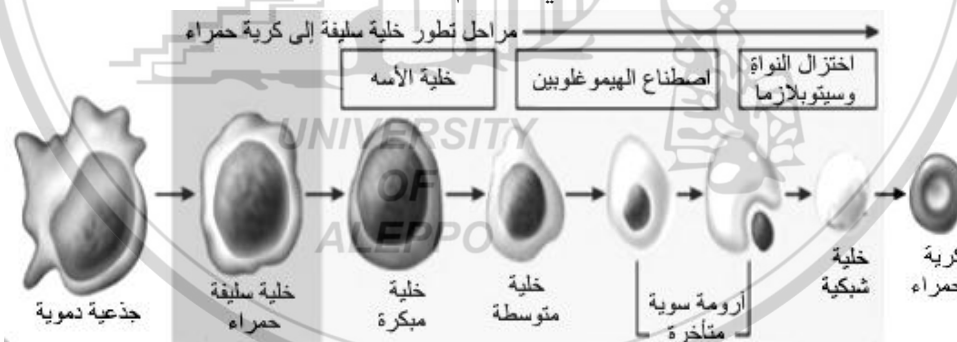 مراحل تطور خلية سليفة إلى كرية حمراء
اختزال النواة
وسيتوبلازما
اصطناع الهيموغلوبين
خلية الأسه
UNIVERSITY
OF
ALEPPO
جذعية دموية
خلية سليفة
حمراء
خلية
مبكرة
خلية
متوسطة
أرومة سوية
متأخرة
خلية
شبكية
كرية
حمراء